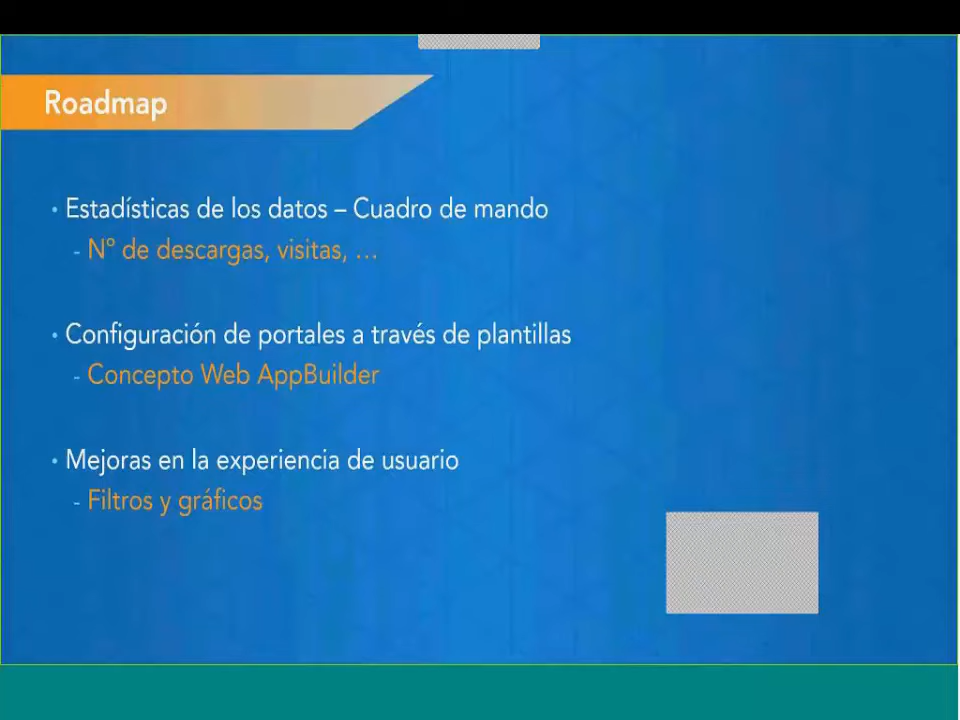 Roadmap
• Estadísticas de los datos – Cuadro de mando
- Nº de descargas, visitas, …
• Configuración de portales a través de plantillas
- Concepto Web AppBuilder
• Mejoras en la experiencia de usuario
- Filtros y gráficos